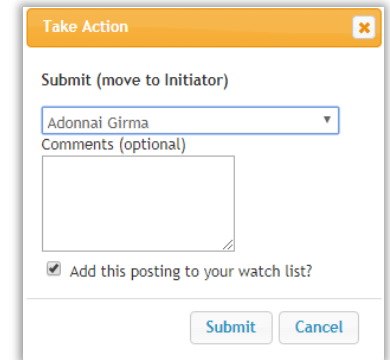 Take Action
Submit (move to Initiator)
Adonnai Girma
Comments (optional)
Add this posting to your watch list?
Submit Cancel